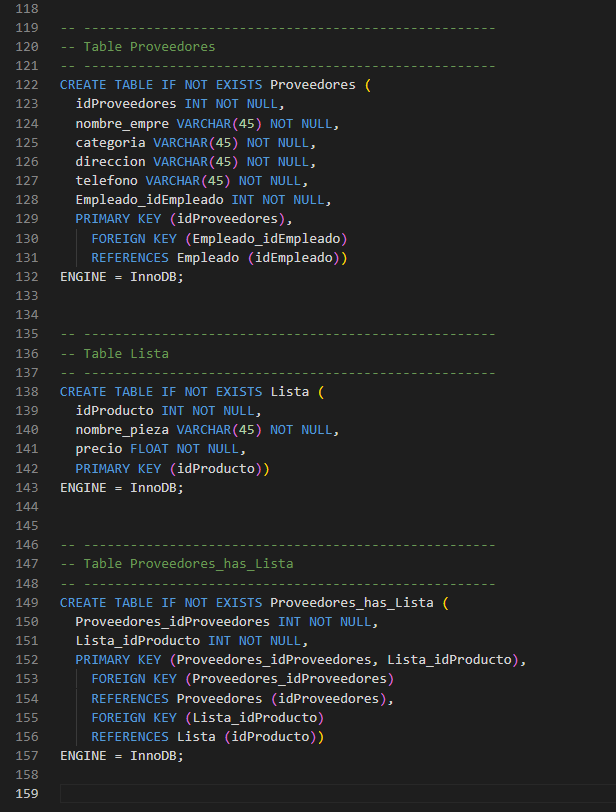 118
119 -- -----------------------------------------------------
120 -- Table Proveedores
121 -- -----------------------------------------------------
122 CREATE TABLE IF NOT EXISTS Proveedores (
123   idProveedores INT NOT NULL,
124   nombre_empre VARCHAR(45) NOT NULL,
125   categoria VARCHAR(45) NOT NULL,
126   direccion VARCHAR(45) NOT NULL,
127   telefono VARCHAR(45) NOT NULL,
128   Empleado_idEmpleado INT NOT NULL,
129   PRIMARY KEY (idProveedores),
130     FOREIGN KEY (Empleado_idEmpleado)
131     REFERENCES Empleado (idEmpleado))
132 ENGINE = InnoDB;
133
134
135 -- -----------------------------------------------------
136 -- Table Lista
137 -- -----------------------------------------------------
138 CREATE TABLE IF NOT EXISTS Lista (
139   idProducto INT NOT NULL,
140   nombre_pieza VARCHAR(45) NOT NULL,
141   precio FLOAT NOT NULL,
142   PRIMARY KEY (idProducto))
143 ENGINE = InnoDB;
144
145
146 -- -----------------------------------------------------
147 -- Table Proveedores_has_Lista
148 -- -----------------------------------------------------
149 CREATE TABLE IF NOT EXISTS Proveedores_has_Lista (
150   Proveedores_idProveedores INT NOT NULL,
151   Lista_idProducto INT NOT NULL,
152   PRIMARY KEY (Proveedores_idProveedores, Lista_idProducto),
153     FOREIGN KEY (Proveedores_idProveedores)
154     REFERENCES Proveedores (idProveedores),
155     FOREIGN KEY (Lista_idProducto)
156     REFERENCES Lista (idProducto))
157 ENGINE = InnoDB;
158
159